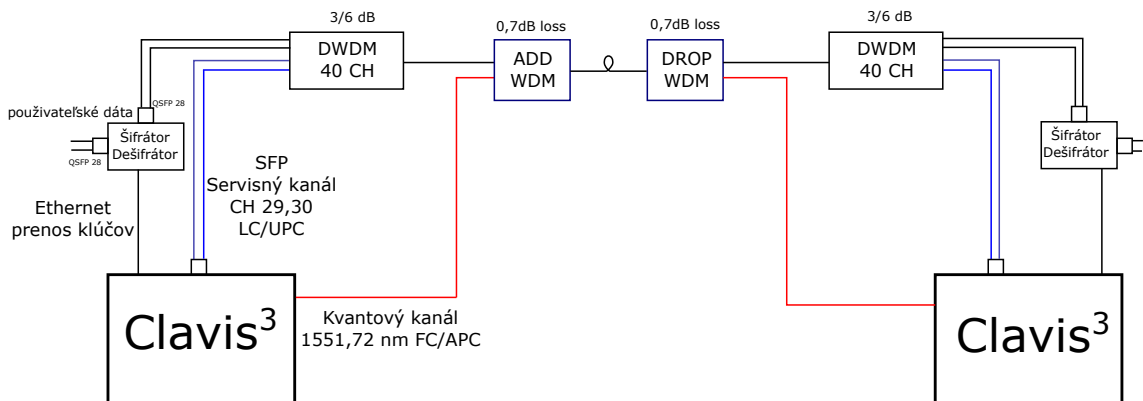 3/6 dB
0,7dB loss
0,7dB loss
3/6 dB
DWDM
40 CH
ADD
WDM
DROP
WDM
DWDM
40 CH
QSFP 28
použivateľské dáta
Šifrátor
Dešifrátor
QSFP 28
Šifrátor
Dešifrátor
SFP
Servisný kanál
CH 29,30
LC/UPC
Ethernet
prenos klúčov
Clavis³
Kvantový kanál
1551,72 nm FC/APC
Clavis³